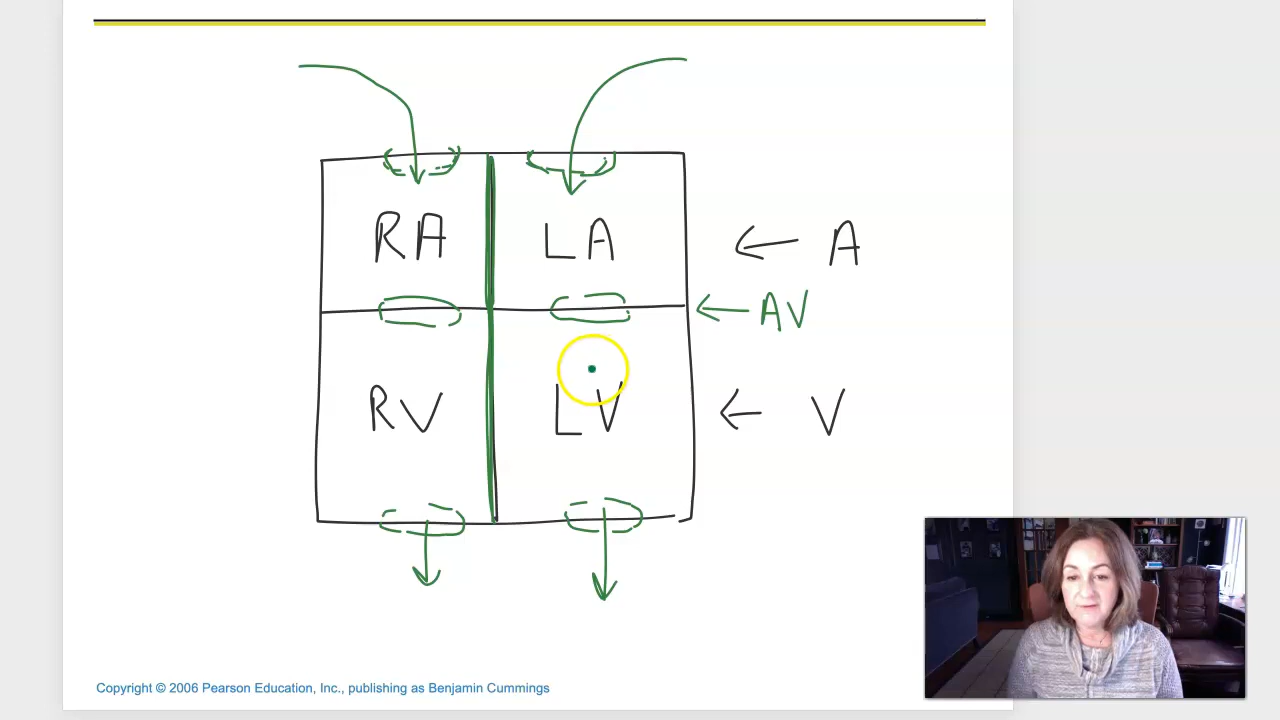 RA LA ← A
← AV
RV LV ← V
Copyright © 2006 Pearson Education, Inc., publishing as Benjamin Cummings